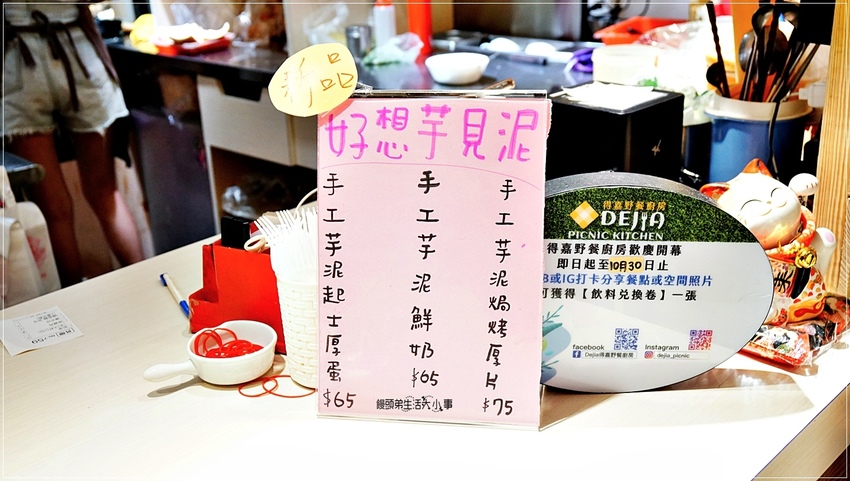 新品
好想芋見泥
手工芋泥焗烤厚片
$75
手工芋泥鮮奶
$65
手工芋泥起士厚蛋
$65
饅頭弟生活大小事
得嘉野餐廚房
DEJIA
PICNIC KITCHEN
得嘉野餐廚房歡慶開幕
即日起至10月30日止
B或IG打卡分享餐點或空間照片
可獲得【飲料兌換卷】一張
facebook
Dejia得嘉野餐廚房
Instagram
dejia_picnic